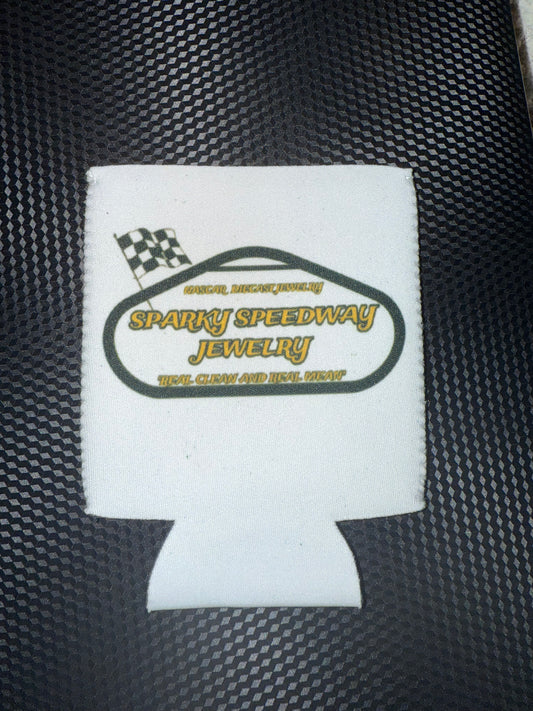 NASCAR DIECAST JEWELRY
SPARKY SPEEDWAY
JEWELRY
"REAL CLEAN AND REAL MEAN"